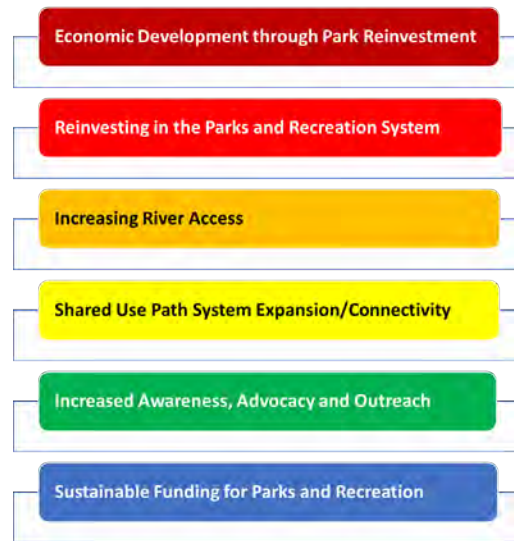 Economic Development through Park Reinvestment
Reinvesting in the Parks and Recreation System
Increasing River Access
Shared Use Path System Expansion/Connectivity
Increased Awareness, Advocacy and Outreach
Sustainable Funding for Parks and Recreation